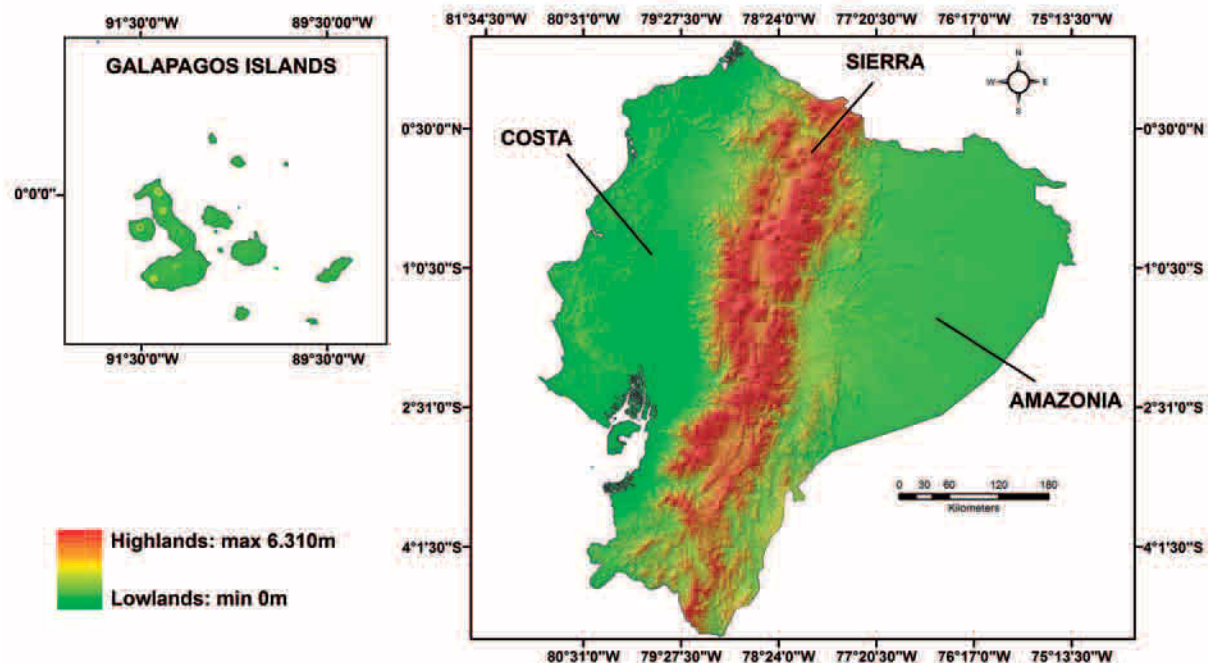 GALAPAGOS ISLANDS
91°30'0"W 89°30'0"W
0°0'0"
91°30'0"W 89°30'0"W
81°34'30"W 80°31'0"W 79°27'30"W 78°24'0"W 77°20'30"W 76°17'0"W 75°13'30"W
SIERRA
N
W E
S
COSTA
AMAZONIA
0°30'0"N
1°0'30"S
2°31'0"S
4°1'30"S
0°30'0"N
1°0'30"S
2°31'0"S
4°1'30"S
0 30 60 120 180
Kilometers
80°31'0"W 79°27'30"W 78°24'0"W 77°20'30"W 76°17'0"W 75°13'30"W
Highlands: max 6.310m
Lowlands: min 0m